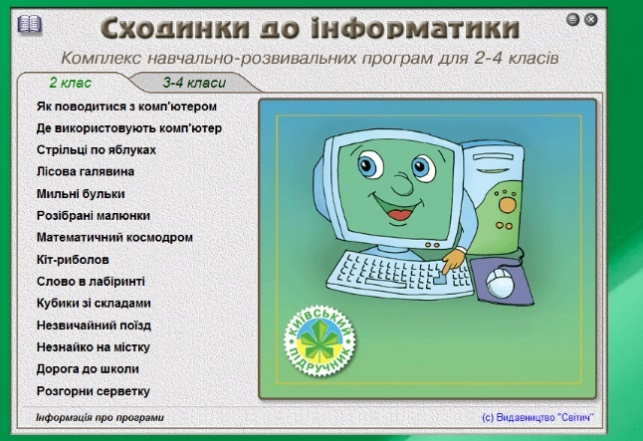 Сходинки до інформатики
Комплекс навчально-розвивальних програм для 2-4 класів
2 клас
3-4 класи
Як поводитися з комп'ютером
Де використовують комп'ютер
Стрільці по яблуках
Лісова галявина
Мильні бульки
Розібрані малюнки
Математичний космодром
Кіт-риболов
Слово в лабіринті
Кубики зі складами
Незвичайний поїзд
Незнайко на містку
Дорога до школи
Розгорни серветку
КИЇВСЬКИЙ
ПІДРУЧНИК
Інформація про програми
(c) Видавництво "Світич"